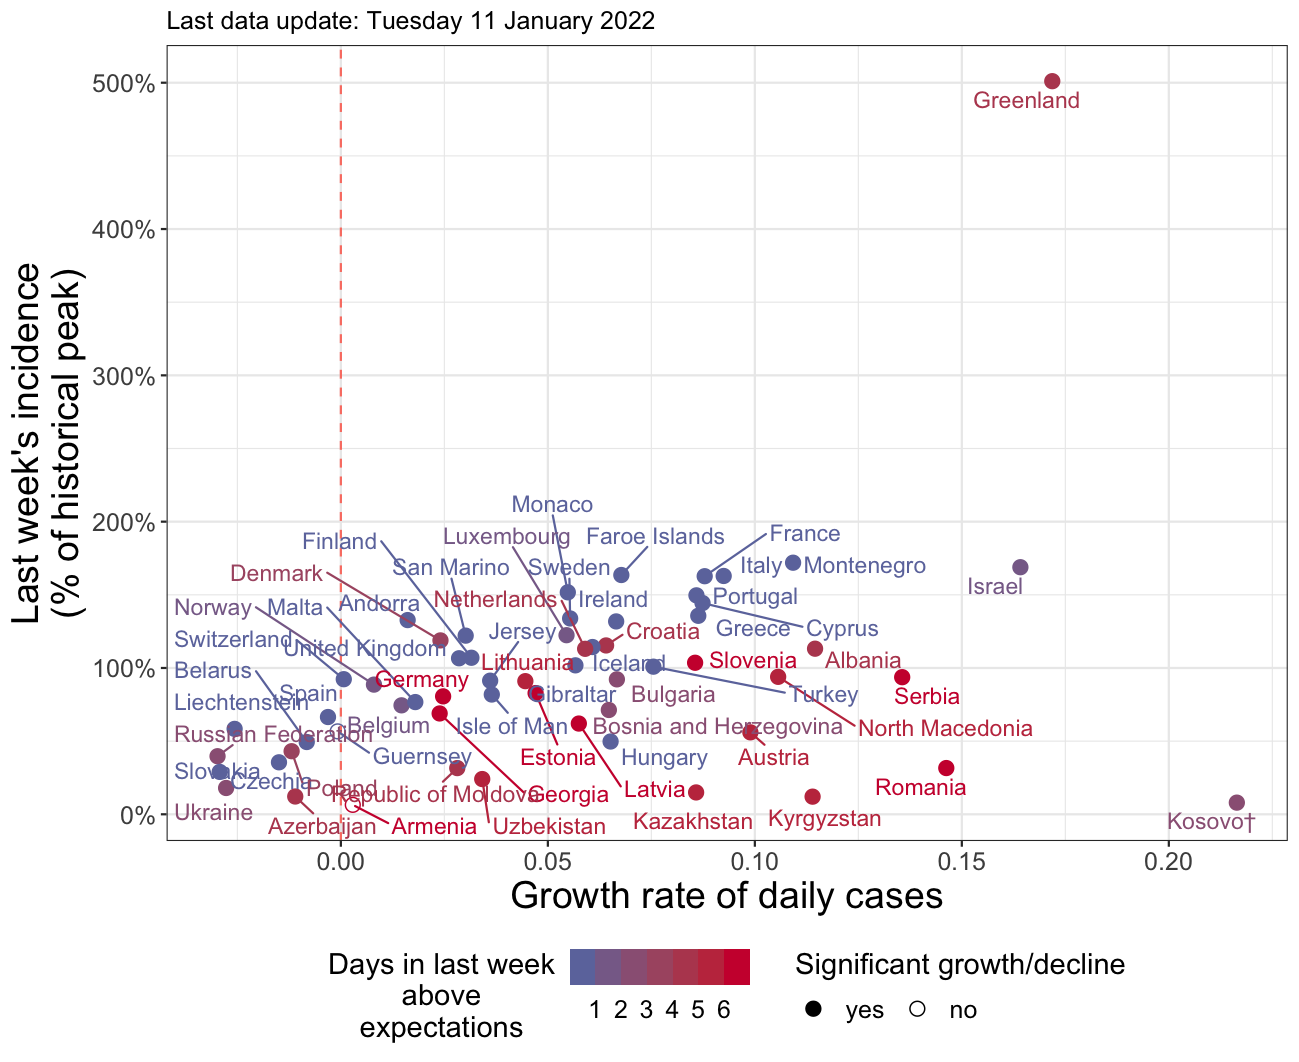 Last data update: Tuesday 11 January 2022
Last week's incidence
(% of historical peak)
500%
400%
300%
200%
100%
0%
Greenland
Monaco
Luxembourg
Faroe Islands
France
Finland
San Marino
Sweden
Italy
Montenegro
Denmark
Israel
Norway
Malta
Andorra
Netherlands
Ireland
Portugal
Switzerland
United Kingdom
Jersey
Croatia
Greece
Cyprus
Belarus
Germany
Lithuania
Iceland
Slovenia
Albania
Liechtenstein
Spain
Gibraltar
Bulgaria
Turkey
Serbia
Russian Federation
Belgium
Isle of Man
Bosnia and Herzegovina
North Macedonia
Guernsey
Estonia
Hungary
Austria
Slovakia
Czechia
Poland
Republic of Moldova
Georgia
Latvia
Romania
Ukraine
Azerbaijan
Armenia
Uzbekistan
Kazakhstan
Kyrgyzstan
Kosovo†
0.00
0.05
0.10
0.15
0.20
Growth rate of daily cases
Days in last week
above
expectations
1 2 3 4 5 6
Significant growth/decline
yes
no